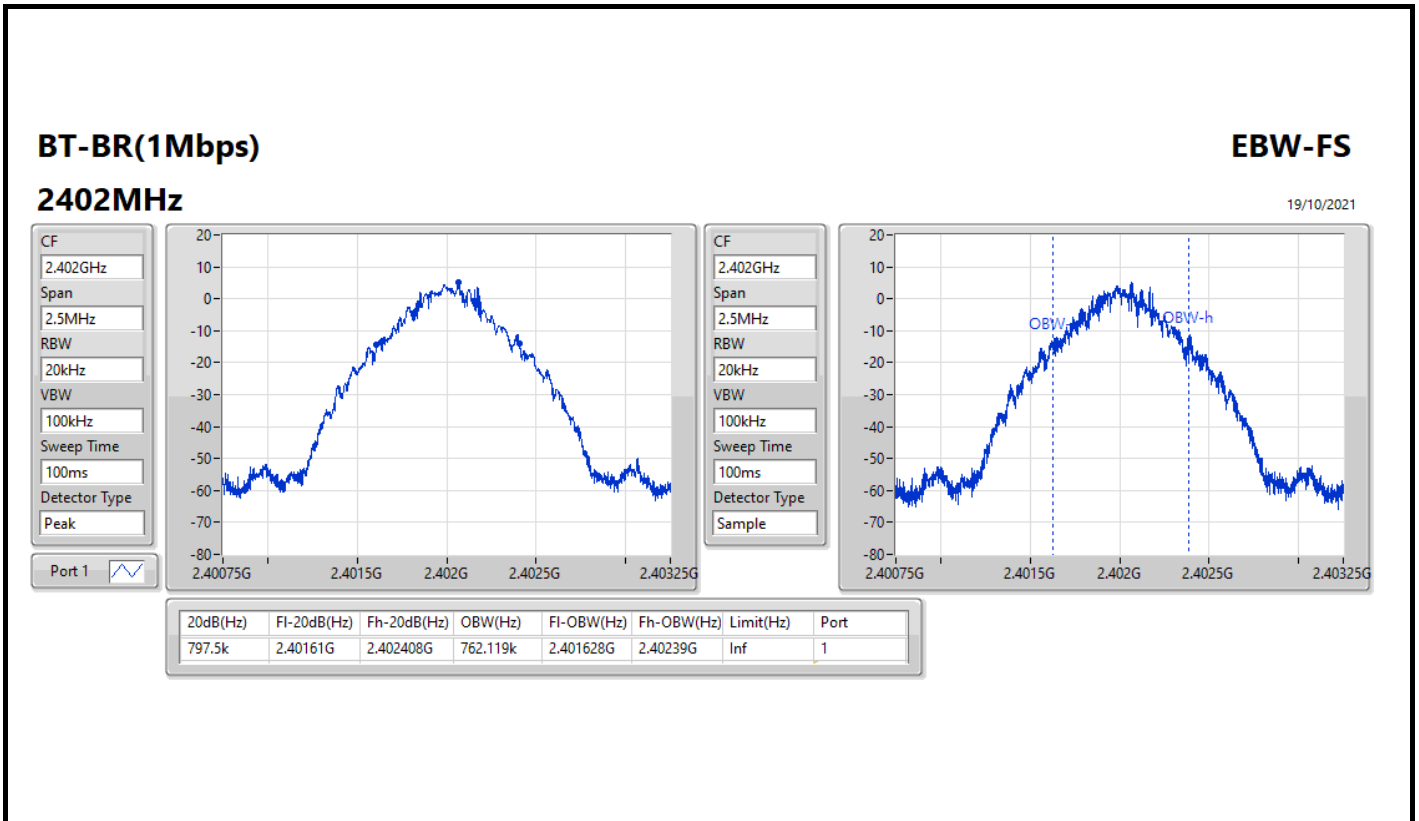 BT-BR(1Mbps)
EBW-FS
2402MHz
19/10/2021
CF
2.402GHz
Span
2.5MHz
RBW
20kHz
VBW
100kHz
Sweep Time
100ms
Detector Type
Peak
Port 1
20-
10-
0-
-10-
-20-
-30-
-40-
-50-
-60-
-70-
-80-
2.40075G 2.4015G 2.402G 2.4025G 2.40325G
CF
2.402GHz
Span
2.5MHz
RBW
20kHz
VBW
100kHz
Sweep Time
100ms
Detector Type
Sample
20-
10-
0-
-10-
-20-
-30-
-40-
-50-
-60-
-70-
-80-
OBW-h
2.40075G 2.4015G 2.402G 2.4025G 2.40325G
20dB(Hz) Fl-20dB(Hz) Fh-20dB(Hz) OBW(Hz) Fl-OBW(Hz) Fh-OBW(Hz) Limit(Hz) Port
797.5k 2.40161G 2.402408G 762.119k 2.401628G 2.40239G Inf 1